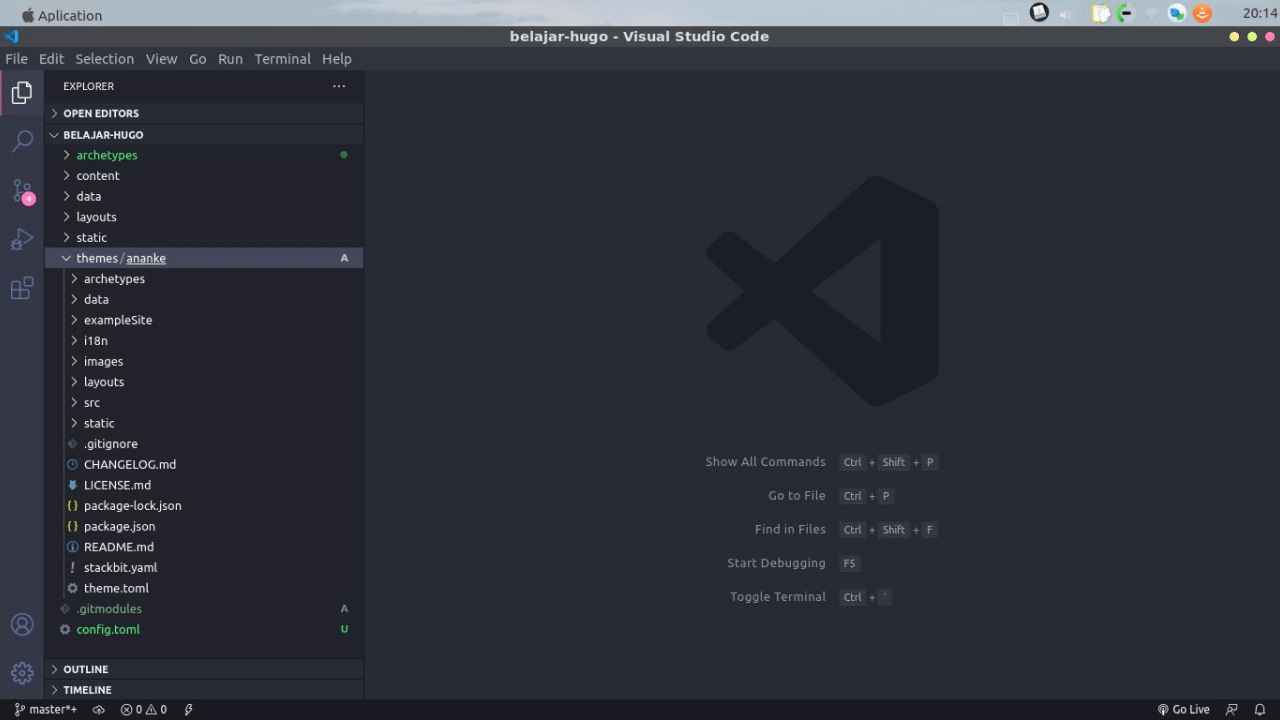 Aplication
20:14
belajar-hugo - Visual Studio Code
File Edit Selection View Go Run Terminal Help
EXPLORER ···
OPEN EDITORS
BELAJAR-HUGO
archetypes
content
data
layouts
static
themes/ananke A
archetypes
data
exampleSite
i18n
images
layouts
src
static
.gitignore
CHANGELOG.md
LICENSE.md
{} package-lock.json
{} package.json
README.md
! stackbit.yaml
theme.toml
.gitmodules A
config.toml U
OUTLINE
TIMELINE
4
Show All Commands Ctrl + Shift + P
Go to File Ctrl + P
Find in Files Ctrl + Shift + F
Start Debugging F5
Toggle Terminal Ctrl + `
master*+ 0 0
Go Live